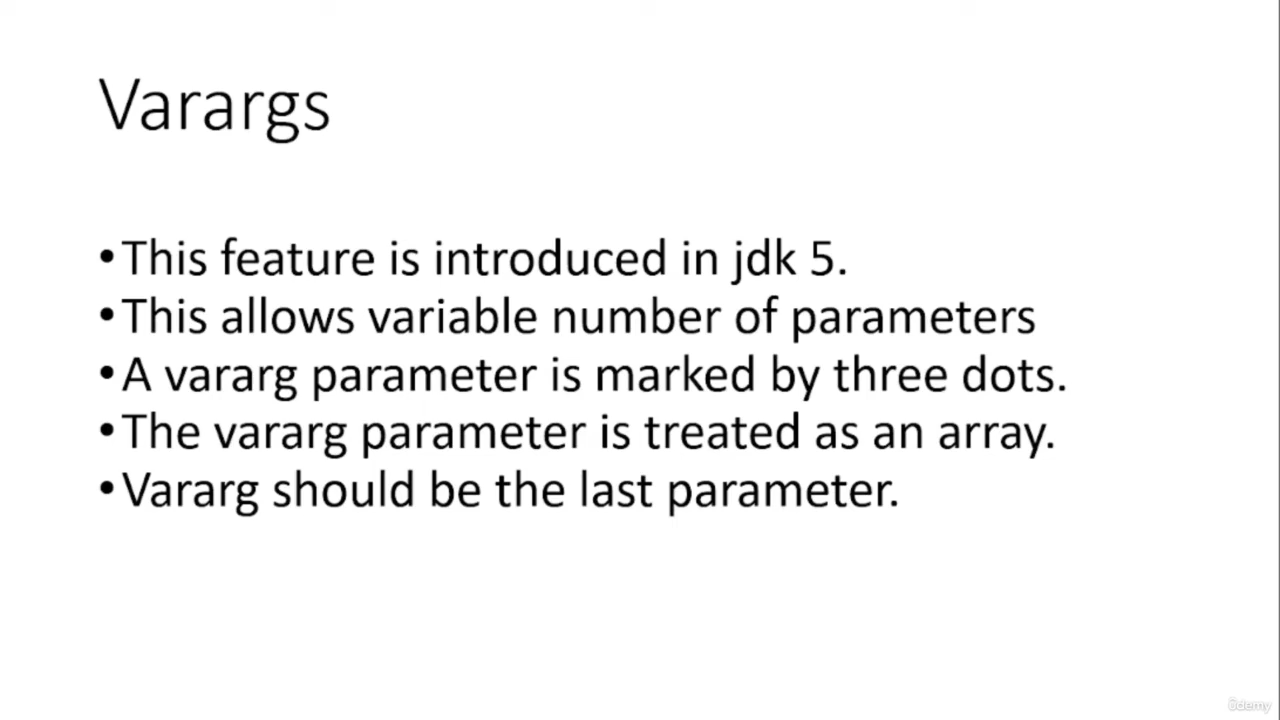 Varargs
•This feature is introduced in jdk 5.
•This allows variable number of parameters
•A vararg parameter is marked by three dots.
•The vararg parameter is treated as an array.
•Vararg should be the last parameter.
ûdemy